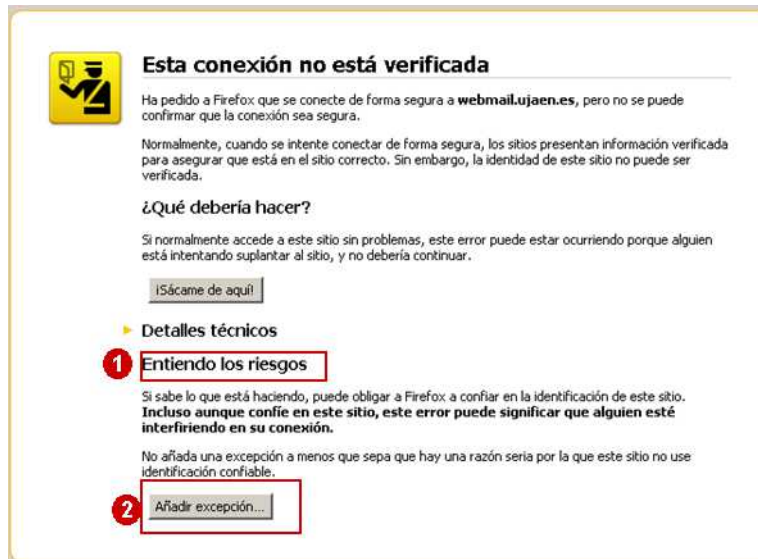 Esta conexión no está verificada
Ha pedido a Firefox que se conecte de forma segura a webmail.ujaen.es, pero no se puede
confirmar que la conexión sea segura.
Normalmente, cuando se intente conectar de forma segura, los sitios presentan información verificada
para asegurar que está en el sitio correcto. Sin embargo, la identidad de este sitio no puede ser
verificada.
¿Qué debería hacer?
Si normalmente accede a este sitio sin problemas, este error puede estar ocurriendo porque alguien
está intentando suplantar al sitio, y no debería continuar.
¡Sácame de aquí!
Detalles técnicos
1 Entiendo los riesgos
Si sabe lo que está haciendo, puede obligar a Firefox a confiar en la identificación de este sitio.
Incluso aunque confíe en este sitio, este error puede significar que alguien esté
interfiriendo en su conexión.
No añada una excepción a menos que sepa que hay una razón seria por la que este sitio no use
identificación confiable.
2 Añadir excepción...